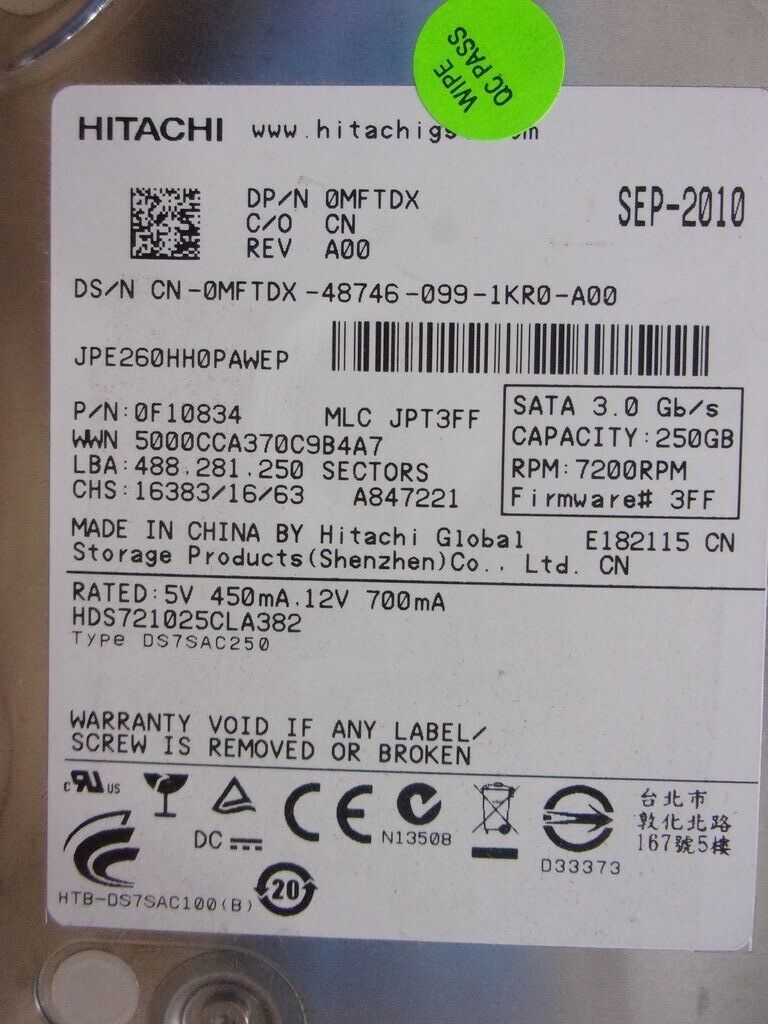 WIPE
QC PASS
HITACHI
DP/N 0MFTDX
C/O CN
REV A00
SEP-2010
DS/N CN-0MFTDX-48746-099-1KR0-A00
JPE260HH0PAWEP
P/N:0F10834 MLC JPT3FF
WWN 5000CCA370C9B4A7
LBA:488,281,250 SECTORS
CHS:16383/16/63 A847221
SATA 3.0 Gb/s
CAPACITY:250GB
RPM:7200RPM
Firmware# 3FF
MADE IN CHINA BY Hitachi Global
Storage Products(Shenzhen)Co., Ltd. CN
E182115 CN
RATED:5V 450mA,12V 700mA
HDS721025CLA382
Type DS7SAC250
WARRANTY VOID IF ANY LABEL/
SCREW IS REMOVED OR BROKEN
c RU US
DC
CE
N13508
D33373
台北市
敦化北路
167號5樓
HTB-DS7SAC100(B)
20